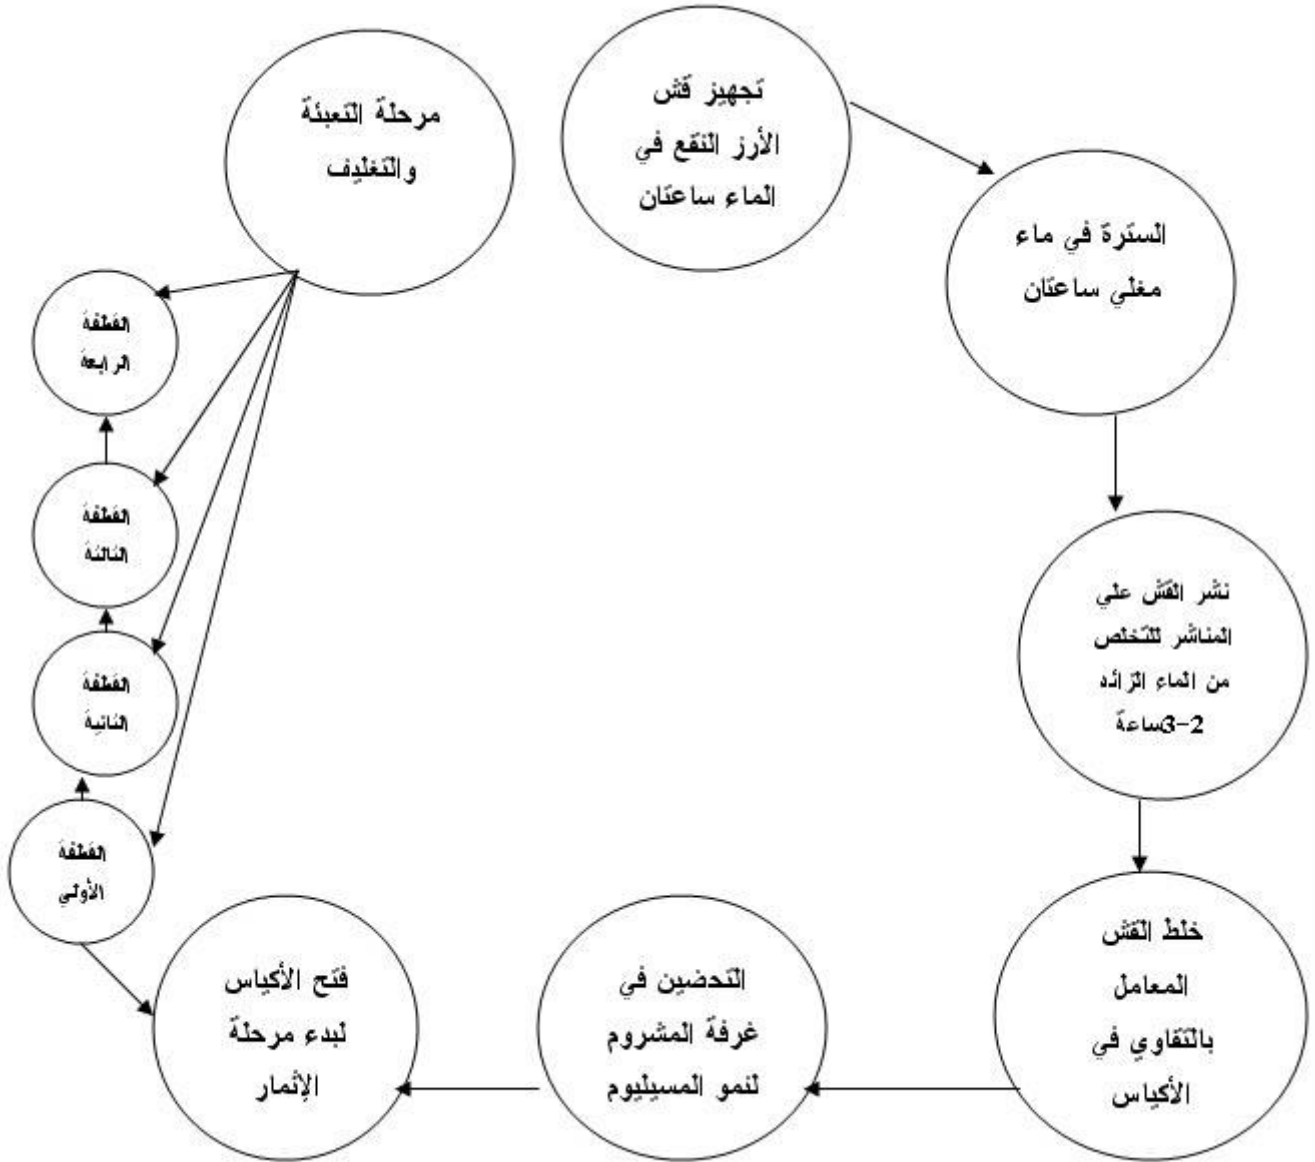 تجهيز قش
الأرز النقع في
الماء ساعتان
السترة في ماء
مغلي ساعتان
نشر القش علي
المناشر للتخلص
من الماء الزائد
2-3ساعة
خلط القش
المعامل
بالتقاوي في
الأكياس
التحضين في
غرفة المشروم
لنمو المسيليوم
فتح الأكياس
لبدء مرحلة
الإثمار
القطفة
الأولي
القطفة
الثانية
القطفة
الثالثة
القطفة
الرابعة
مرحلة التعبئة
والتغليف